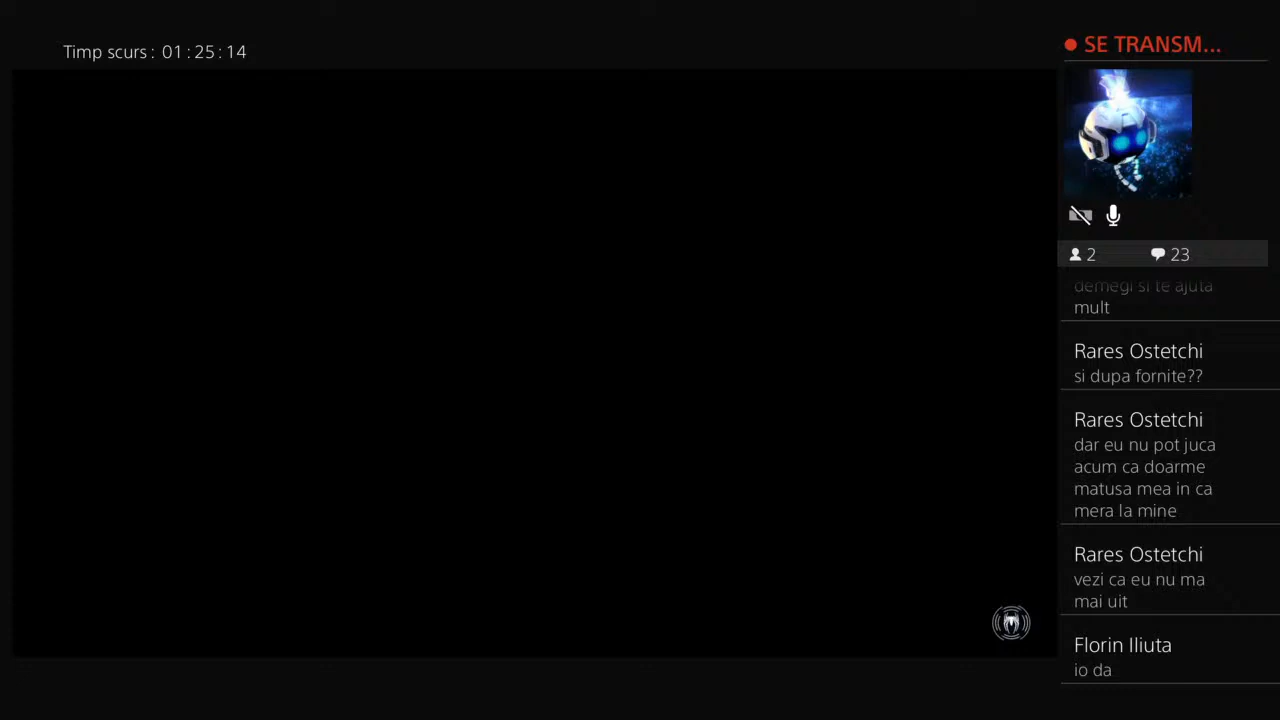 Timp scurs: 01:25:14
SE TRANSM...
2
23
demegi si te ajuta
mult
Rares Ostetchi
si dupa fornite??
Rares Ostetchi
dar eu nu pot juca
acum ca doarme
matusa mea in ca
mera la mine
Rares Ostetchi
vezi ca eu nu ma
mai uit
Florin Iliuta
io da